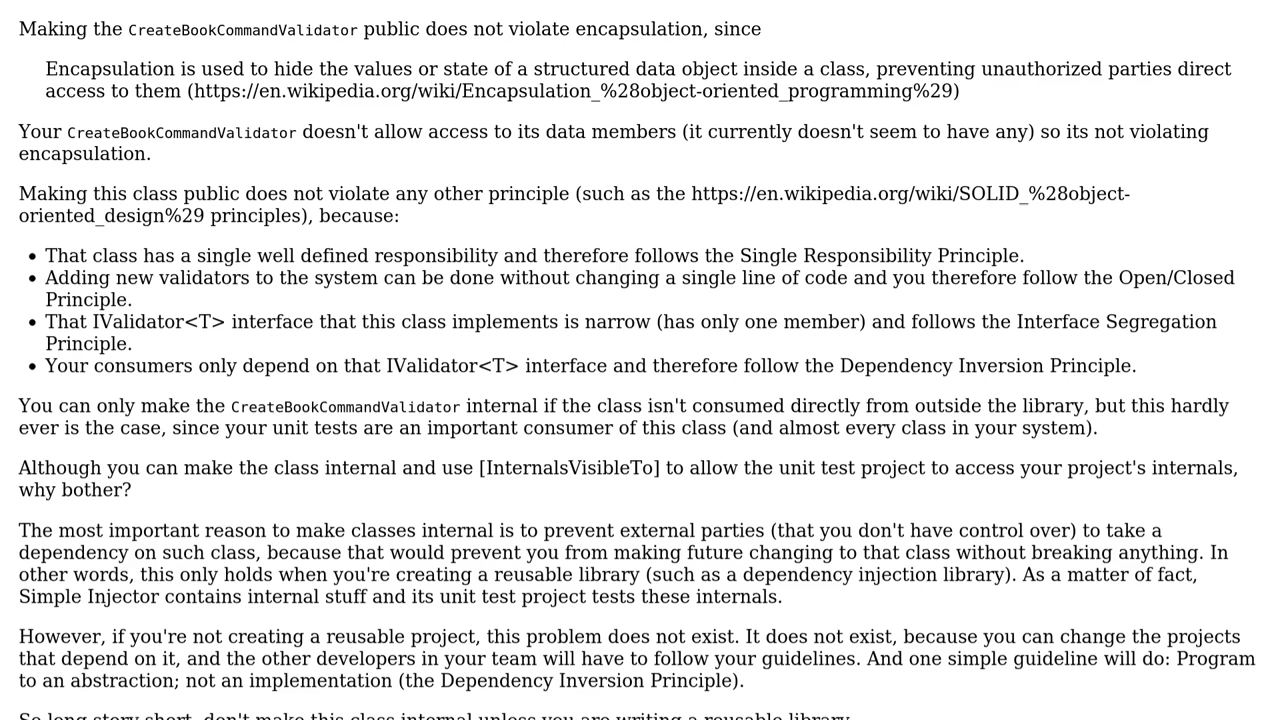 Making the CreateBookCommandValidator public does not violate encapsulation, since
Encapsulation is used to hide the values or state of a structured data object inside a class, preventing unauthorized parties direct
access to them (https://en.wikipedia.org/wiki/Encapsulation_%28object-oriented_programming%29)
Your CreateBookCommandValidator doesn't allow access to its data members (it currently doesn't seem to have any) so its not violating
encapsulation.
Making this class public does not violate any other principle (such as the https://en.wikipedia.org/wiki/SOLID_%28object-
oriented_design%29 principles), because:
• That class has a single well defined responsibility and therefore follows the Single Responsibility Principle.
• Adding new validators to the system can be done without changing a single line of code and you therefore follow the Open/Closed
Principle.
• That IValidator<T> interface that this class implements is narrow (has only one member) and follows the Interface Segregation
Principle.
• Your consumers only depend on that IValidator<T> interface and therefore follow the Dependency Inversion Principle.
You can only make the CreateBookCommandValidator internal if the class isn't consumed directly from outside the library, but this hardly
ever is the case, since your unit tests are an important consumer of this class (and almost every class in your system).
Although you can make the class internal and use [InternalsVisibleTo] to allow the unit test project to access your project's internals,
why bother?
The most important reason to make classes internal is to prevent external parties (that you don't have control over) to take a
dependency on such class, because that would prevent you from making future changing to that class without breaking anything. In
other words, this only holds when you're creating a reusable library (such as a dependency injection library). As a matter of fact,
Simple Injector contains internal stuff and its unit test project tests these internals.
However, if you're not creating a reusable project, this problem does not exist. It does not exist, because you can change the projects
that depend on it, and the other developers in your team will have to follow your guidelines. And one simple guideline will do: Program
to an abstraction; not an implementation (the Dependency Inversion Principle).
So long story short, don't make this class internal unless you are writing a reusable library.